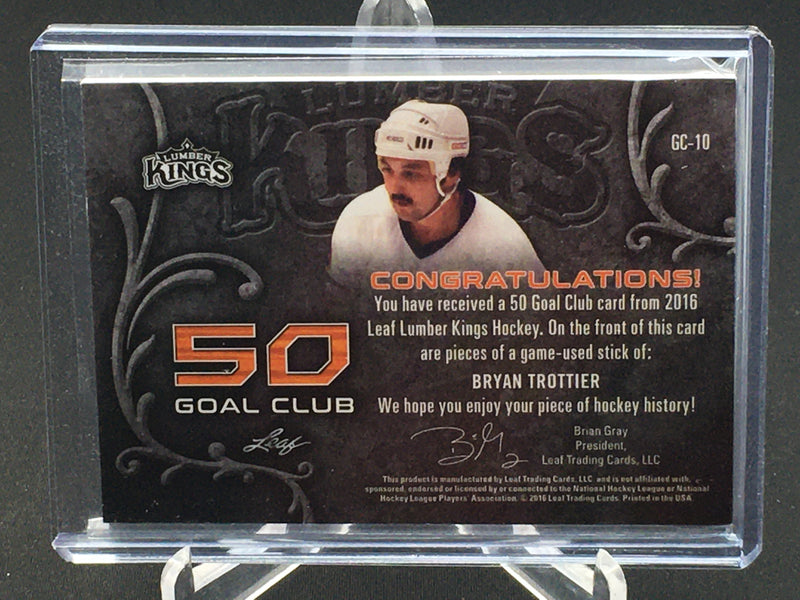 LUMBER
KINGS
LUMBER
KINGS
GC-10
CONGRATULATIONS!
You have received a 50 Goal Club card from 2016
Leaf Lumber Kings Hockey. On the front of this card
are pieces of a game-used stick of:
BRYAN TROTTIER
We hope you enjoy your piece of hockey history!
50
GOAL CLUB
Leaf
Brian Gray
President,
Leaf Trading Cards, LLC
This product is manufactured by Leaf Trading Cards, LLC. and is not affiliated with,
sponsored, endorsed or licensed by or connected to the National Hockey League or National
Hockey League Players' Association. © 2016 Leaf Trading Cards. Printed in the USA.